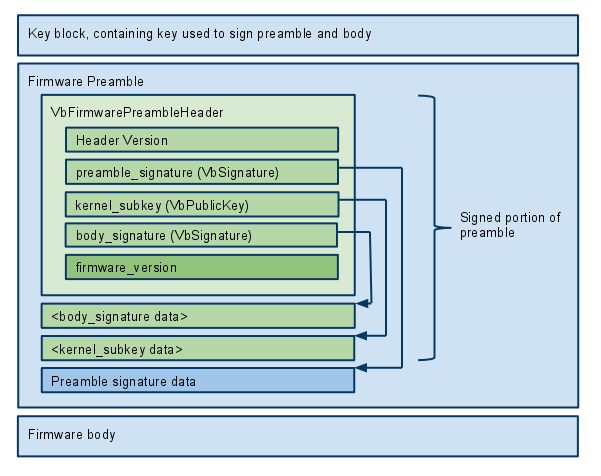 Key block, containing key used to sign preamble and body
Firmware Preamble
VbFirmwarePreambleHeader
Header Version
preamble_signature (VbSignature)
kernel_subkey (VbPublicKey)
body_signature (VbSignature)
firmware_version
<body_signature data>
<kernel_subkey data>
Preamble signature data
Signed portion of
preamble
Firmware body